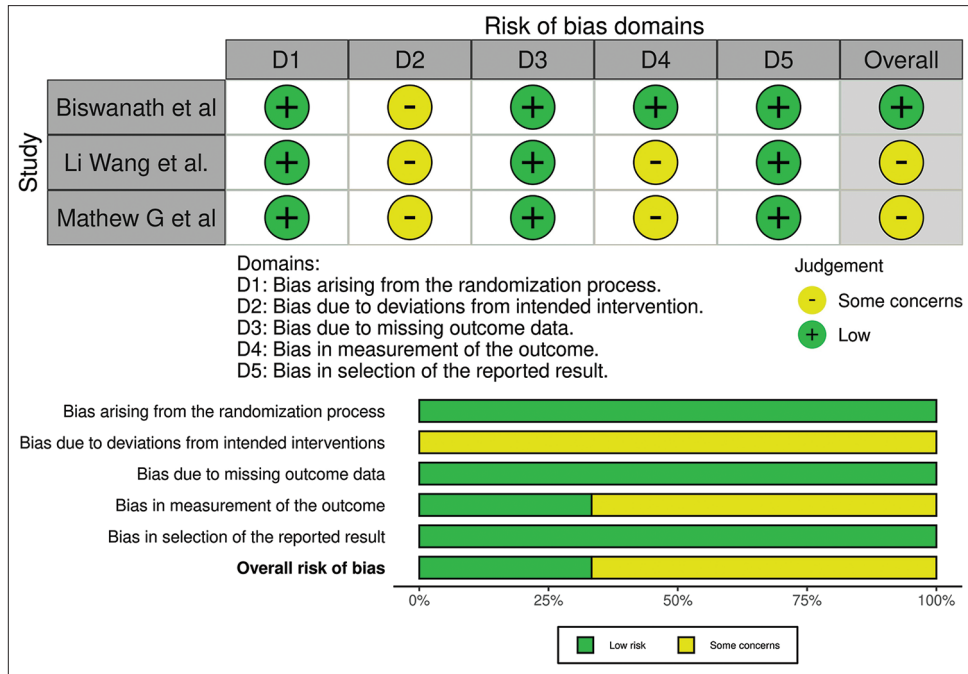 Risk of bias domains
D1 D2 D3 D4 D5 Overall
Study
Biswanath et al + - + + + +
Li Wang et al. + - + - + -
Mathew G et al + - + - + -
Domains:
D1: Bias arising from the randomization process.
D2: Bias due to deviations from intended intervention.
D3: Bias due to missing outcome data.
D4: Bias in measurement of the outcome.
D5: Bias in selection of the reported result.
Judgement
- Some concerns
+ Low
Bias arising from the randomization process
Bias due to deviations from intended interventions
Bias due to missing outcome data
Bias in measurement of the outcome
Bias in selection of the reported result
Overall risk of bias
0% 25% 50% 75% 100%
Low risk Some concerns